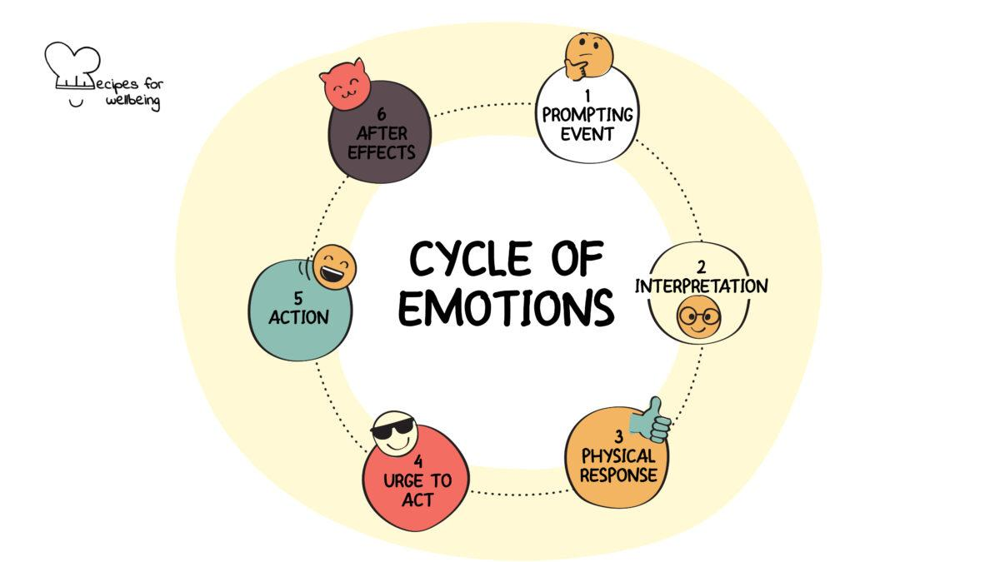 Recipes for
wellbeing
1
PROMPTING
EVENT
2
INTERPRETATION
3
PHYSICAL
RESPONSE
4
URGE TO
ACT
5
ACTION
6
AFTER
EFFECTS
CYCLE OF
EMOTIONS